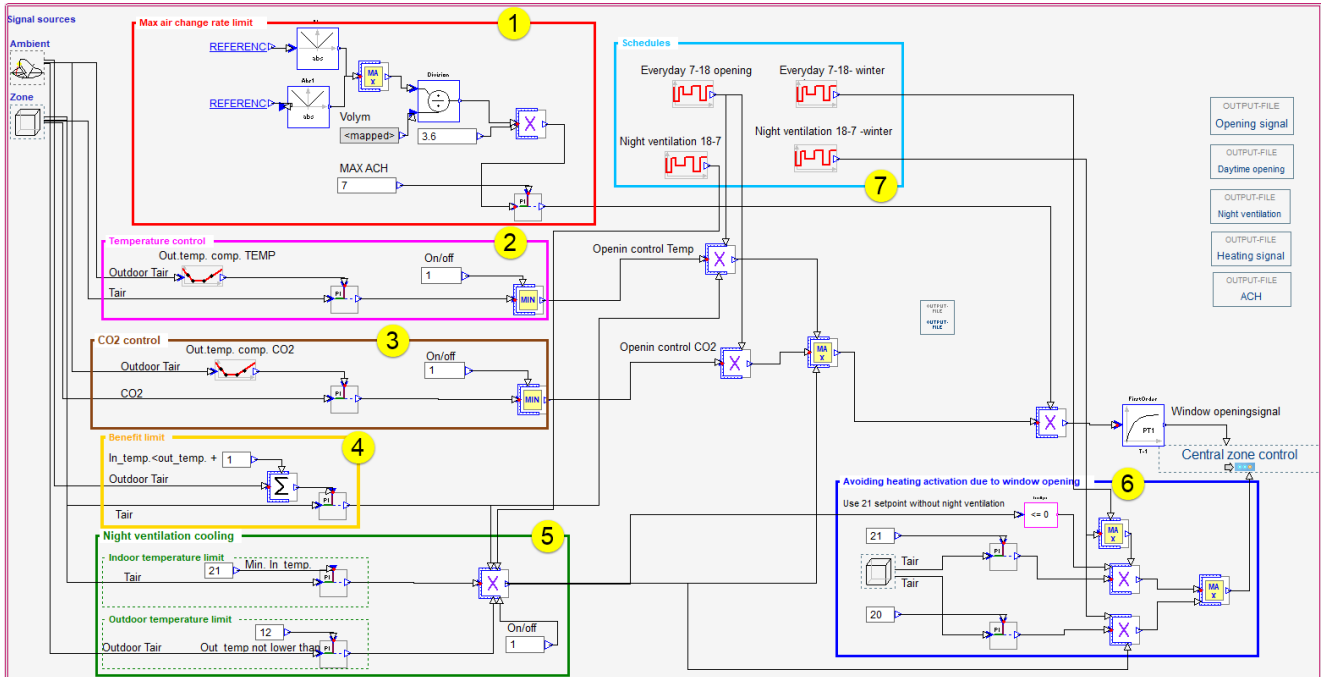 Signal sources
Ambient
Zone
Max air change rate limit
1
REFERENC
abs
Abs1
REFERENC
abs
MA
X
Division
Volym
<mapped>
3.6
X
MAX ACH
7
PI
Schedules
Everyday 7-18 opening
Everyday 7-18- winter
Night ventilation 18-7
Night ventilation 18-7 -winter
7
OUTPUT-FILE
Opening signal
OUTPUT-FILE
Daytime opening
OUTPUT-FILE
Night ventilation
OUTPUT-FILE
Heating signal
OUTPUT-FILE
ACH
Temperature control
2
Out.temp. comp. TEMP
Outdoor Tair
Tair
PI
On/off
1
MIN
Openin control Temp
X
OUTPUT-
FILE
OUTPUT-
FILE
CO2 control
3
Out.temp. comp. CO2
Outdoor Tair
CO2
PI
On/off
1
MIN
Openin control CO2
X
MA
X
X
FirstOrder
PT1
T-1
Window openingsignal
Central zone control
Benefit limit
4
In_temp.<out_temp. +
1
Outdoor Tair
Σ
PI
Tair
Night ventilation cooling
5
Indoor temperature limit
21
Min. In_temp.
Tair
PI
X
Outdoor temperature limit
12
Outdoor Tair
Out_temp not lower than
PI
On/off
1
Avoiding heating activation due to window opening
6
Use 21 setpoint without night ventilation
<= 0
MA
X
21
PI
Tair
Tair
X
MA
X
20
PI
X